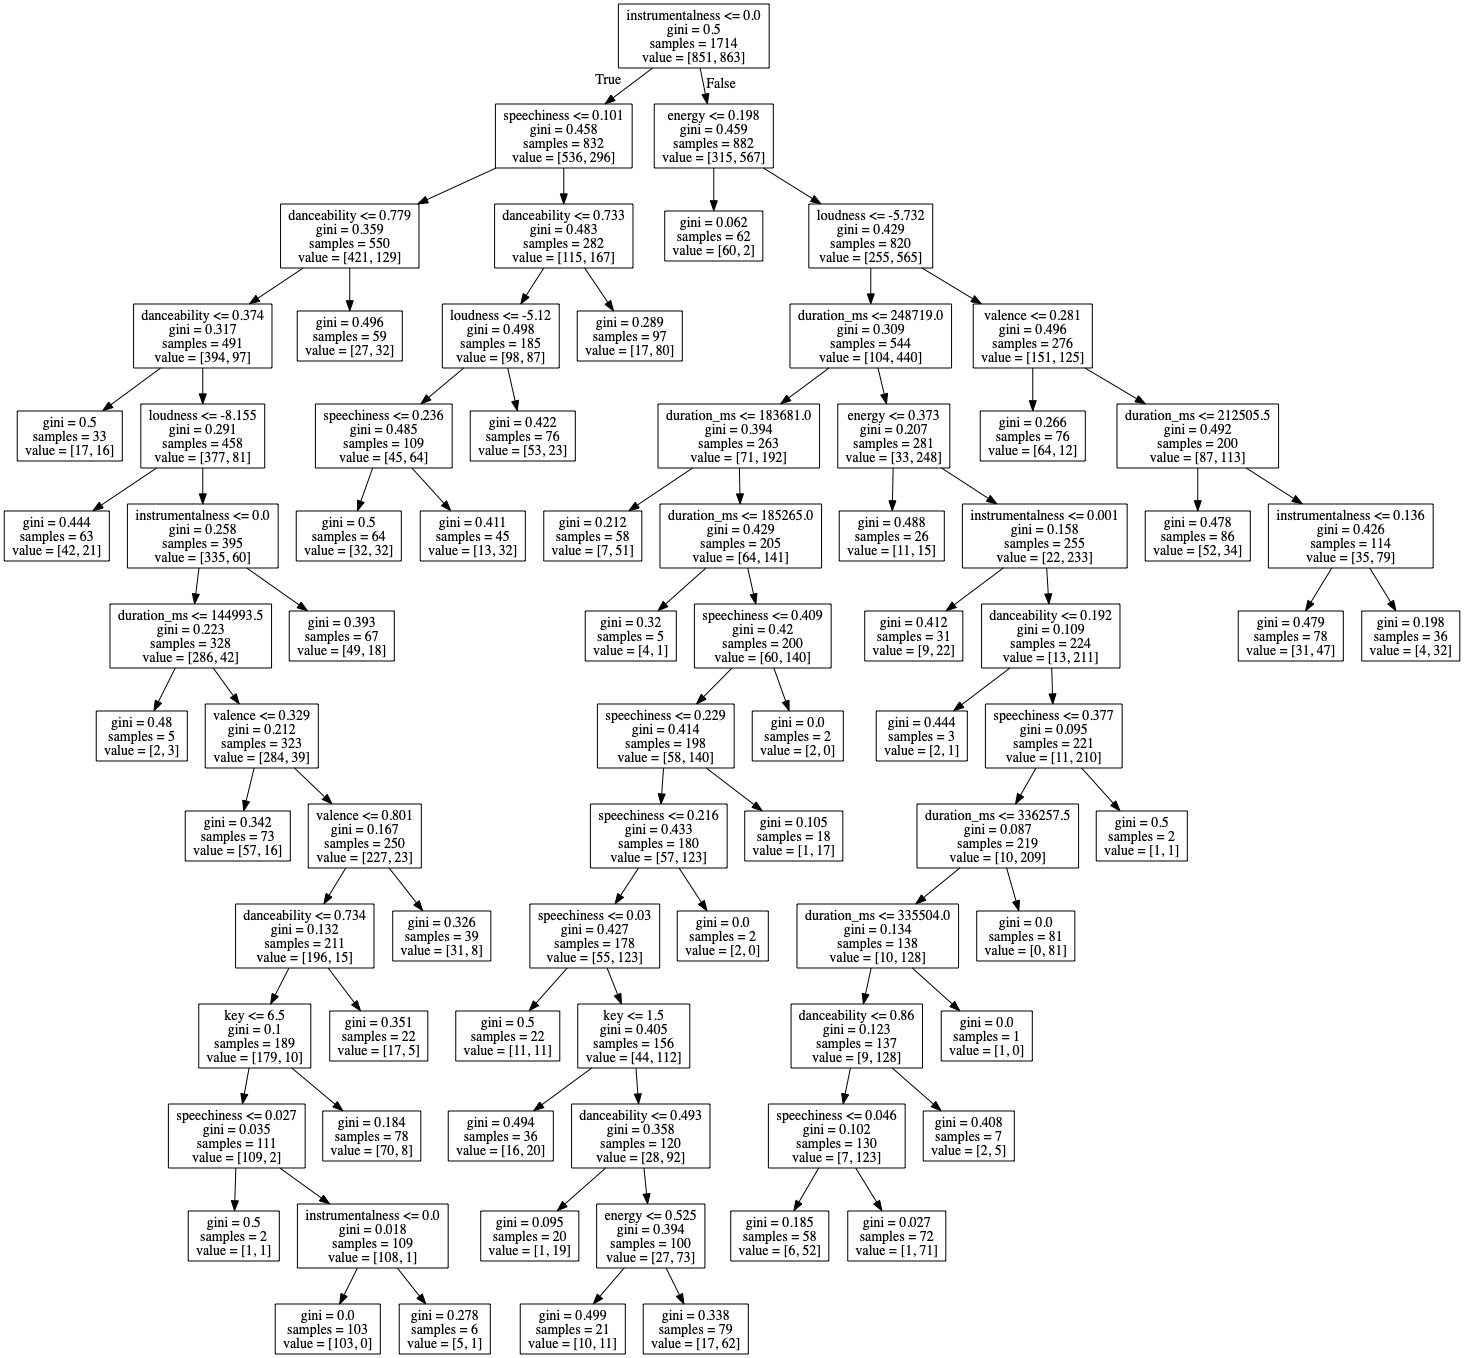 instrumentalness <= 0.0
gini = 0.5
samples = 1714
value = [851, 863]
True
False
speechiness <= 0.101
gini = 0.458
samples = 832
value = [536, 296]
energy <= 0.198
gini = 0.459
samples = 882
value = [315, 567]
danceability <= 0.779
gini = 0.359
samples = 550
value = [421, 129]
danceability <= 0.733
gini = 0.483
samples = 282
value = [115, 167]
gini = 0.062
samples = 62
value = [60, 2]
loudness <= -5.732
gini = 0.429
samples = 820
value = [255, 565]
danceability <= 0.374
gini = 0.317
samples = 491
value = [394, 97]
gini = 0.496
samples = 59
value = [27, 32]
loudness <= -5.12
gini = 0.498
samples = 185
value = [98, 87]
gini = 0.289
samples = 97
value = [17, 80]
duration_ms <= 248719.0
gini = 0.309
samples = 544
value = [104, 440]
valence <= 0.281
gini = 0.496
samples = 276
value = [151, 125]
gini = 0.5
samples = 33
value = [17, 16]
loudness <= -8.155
gini = 0.291
samples = 458
value = [377, 81]
speechiness <= 0.236
gini = 0.485
samples = 109
value = [45, 64]
gini = 0.422
samples = 76
value = [53, 23]
duration_ms <= 183681.0
gini = 0.394
samples = 263
value = [71, 192]
energy <= 0.373
gini = 0.207
samples = 281
value = [33, 248]
gini = 0.266
samples = 76
value = [64, 12]
duration_ms <= 212505.5
gini = 0.492
samples = 200
value = [87, 113]
gini = 0.444
samples = 63
value = [42, 21]
instrumentalness <= 0.0
gini = 0.258
samples = 395
value = [335, 60]
gini = 0.5
samples = 64
value = [32, 32]
gini = 0.411
samples = 45
value = [13, 32]
gini = 0.212
samples = 58
value = [7, 51]
duration_ms <= 185265.0
gini = 0.429
samples = 205
value = [64, 141]
gini = 0.488
samples = 26
value = [11, 15]
instrumentalness <= 0.001
gini = 0.158
samples = 255
value = [22, 233]
gini = 0.478
samples = 86
value = [52, 34]
instrumentalness <= 0.136
gini = 0.426
samples = 114
value = [35, 79]
duration_ms <= 144993.5
gini = 0.223
samples = 328
value = [286, 42]
gini = 0.393
samples = 67
value = [49, 18]
gini = 0.32
samples = 5
value = [4, 1]
speechiness <= 0.409
gini = 0.42
samples = 200
value = [60, 140]
gini = 0.412
samples = 31
value = [9, 22]
danceability <= 0.192
gini = 0.109
samples = 224
value = [13, 211]
gini = 0.479
samples = 78
value = [31, 47]
gini = 0.198
samples = 36
value = [4, 32]
gini = 0.48
samples = 5
value = [2, 3]
valence <= 0.329
gini = 0.212
samples = 323
value = [284, 39]
speechiness <= 0.229
gini = 0.414
samples = 198
value = [58, 140]
gini = 0.0
samples = 2
value = [2, 0]
gini = 0.444
samples = 3
value = [2, 1]
speechiness <= 0.377
gini = 0.095
samples = 221
value = [11, 210]
gini = 0.342
samples = 73
value = [57, 16]
valence <= 0.801
gini = 0.167
samples = 250
value = [227, 23]
speechiness <= 0.216
gini = 0.433
samples = 180
value = [57, 123]
gini = 0.105
samples = 18
value = [1, 17]
duration_ms <= 336257.5
gini = 0.087
samples = 219
value = [10, 209]
gini = 0.5
samples = 2
value = [1, 1]
danceability <= 0.734
gini = 0.132
samples = 211
value = [196, 15]
gini = 0.326
samples = 39
value = [31, 8]
speechiness <= 0.03
gini = 0.427
samples = 178
value = [55, 123]
gini = 0.0
samples = 2
value = [2, 0]
duration_ms <= 335504.0
gini = 0.134
samples = 138
value = [10, 128]
gini = 0.0
samples = 81
value = [0, 81]
key <= 6.5
gini = 0.1
samples = 189
value = [179, 10]
gini = 0.351
samples = 22
value = [17, 5]
gini = 0.5
samples = 22
value = [11, 11]
key <= 1.5
gini = 0.405
samples = 156
value = [44, 112]
danceability <= 0.86
gini = 0.123
samples = 137
value = [9, 128]
gini = 0.0
samples = 1
value = [1, 0]
speechiness <= 0.027
gini = 0.035
samples = 111
value = [109, 2]
gini = 0.184
samples = 78
value = [70, 8]
gini = 0.494
samples = 36
value = [16, 20]
danceability <= 0.493
gini = 0.358
samples = 120
value = [28, 92]
speechiness <= 0.046
gini = 0.102
samples = 130
value = [7, 123]
gini = 0.408
samples = 7
value = [2, 5]
gini = 0.5
samples = 2
value = [1, 1]
instrumentalness <= 0.0
gini = 0.018
samples = 109
value = [108, 1]
gini = 0.095
samples = 20
value = [1, 19]
energy <= 0.525
gini = 0.394
samples = 100
value = [27, 73]
gini = 0.185
samples = 58
value = [6, 52]
gini = 0.027
samples = 72
value = [1, 71]
gini = 0.0
samples = 103
value = [103, 0]
gini = 0.278
samples = 6
value = [5, 1]
gini = 0.499
samples = 21
value = [10, 11]
gini = 0.338
samples = 79
value = [17, 62]